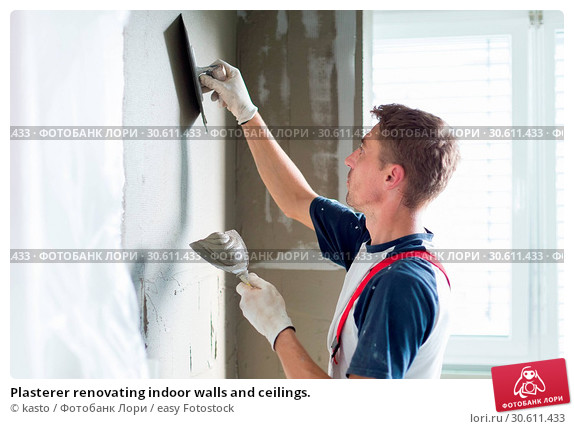 .433 · ФОТОБАНК ЛОРИ · 30.611.433 · ФОТОБАНК ЛОРИ · 30.611.433 · ФОТОБАНК ЛОРИ · 30.611.433 · Ф
.433 · ФОТОБАНК ЛОРИ · 30.611.433 · ФОТОБАНК ЛОРИ · 30.611.433 · ФОТОБАНК ЛОРИ · 30.611.433 · Ф
ФОТОБАНК ЛОРИ
Plasterer renovating indoor walls and ceilings.
© kasto / Фотобанк Лори / easy Fotostock
lori.ru/30.611.433